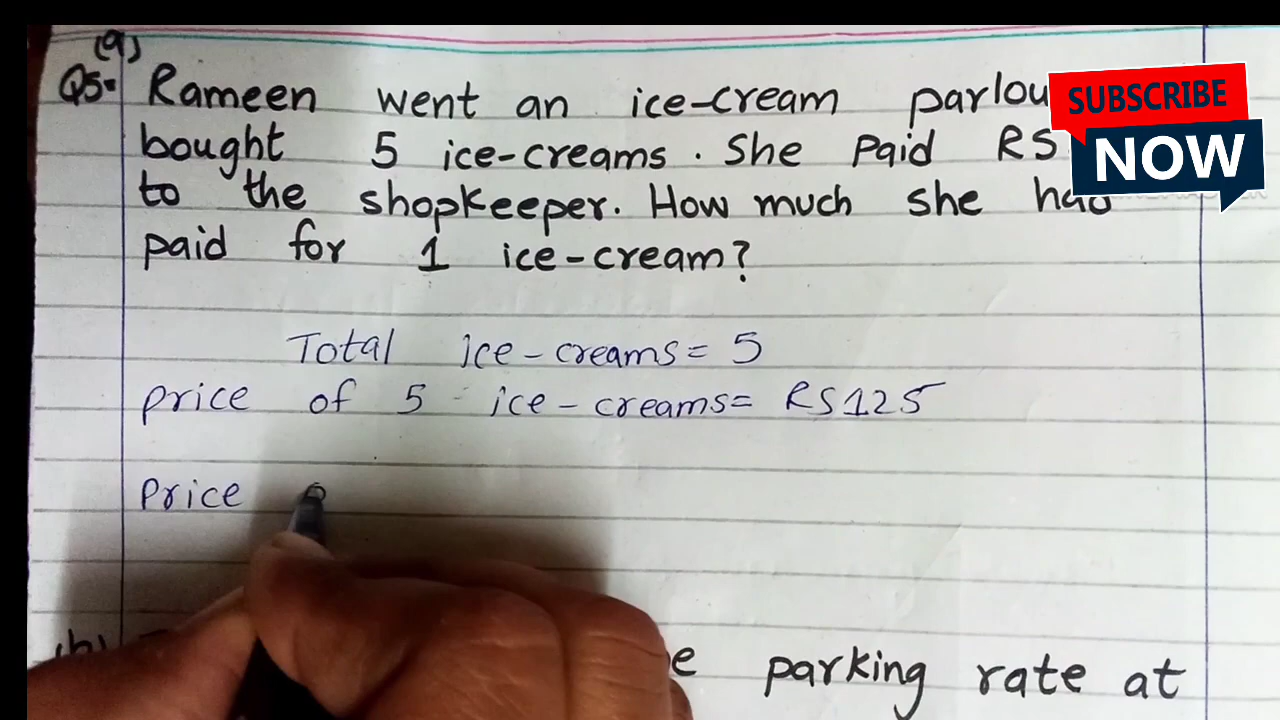 (9)
Q5. Rameen went an ice-cream parlou
bought 5 ice-creams. She paid RS
to the shopkeeper. How much she had
paid for 1 ice-cream?
Total ice-creams = 5
price of 5 ice-creams = RS125
Price o
parking rate at
SUBSCRIBE
NOW